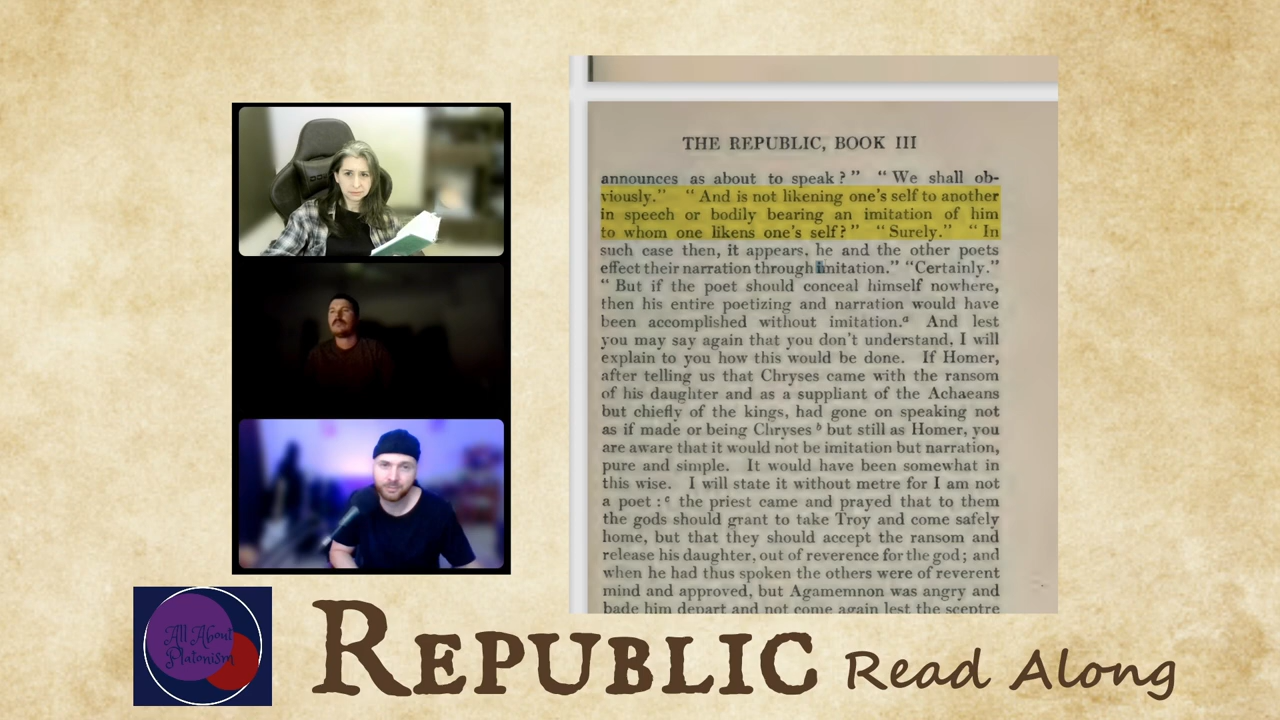 THE REPUBLIC, BOOK III
announces as about to speak ? ” “ We shall ob-
viously.” “ And is not likening one’s self to another
in speech or bodily bearing an imitation of him
to whom one likens one’s self ? ” “ Surely.” “ In
such case then, it appears, he and the other poets
effect their narration through imitation.” “Certainly.”
“ But if the poet should conceal himself nowhere,
then his entire poetizing and narration would have
been accomplished without imitation.ᵃ And lest
you may say again that you don’t understand, I will
explain to you how this would be done. If Homer,
after telling us that Chryses came with the ransom
of his daughter and as a suppliant of the Achaeans
but chiefly of the kings, had gone on speaking not
as if made or being Chryses ᵇ but still as Homer, you
are aware that it would not be imitation but narration,
pure and simple. It would have been somewhat in
this wise. I will state it without metre for I am not
a poet :ᶜ the priest came and prayed that to them
the gods should grant to take Troy and come safely
home, but that they should accept the ransom and
release his daughter, out of reverence for the god ; and
when he had thus spoken the others were of reverent
mind and approved, but Agamemnon was angry and
bade him depart and not come again lest the sceptre
All About
Platonism
REPUBLIC Read Along